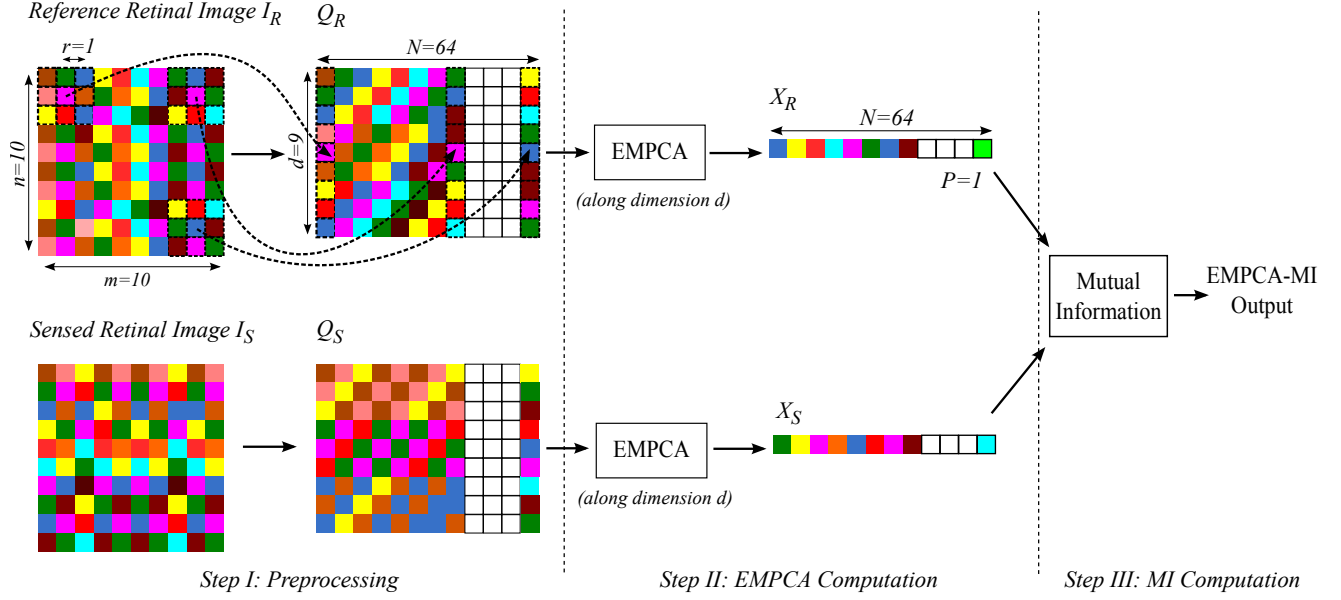 Reference Retinal Image I_R
Q_R
r=1
N=64
n=10
d=9
m=10
EMPCA
(along dimension d)
X_R
N=64
P=1
Mutual
Information
EMPCA-MI
Output
Sensed Retinal Image I_S
Q_S
EMPCA
(along dimension d)
X_S
Step I: Preprocessing
Step II: EMPCA Computation
Step III: MI Computation